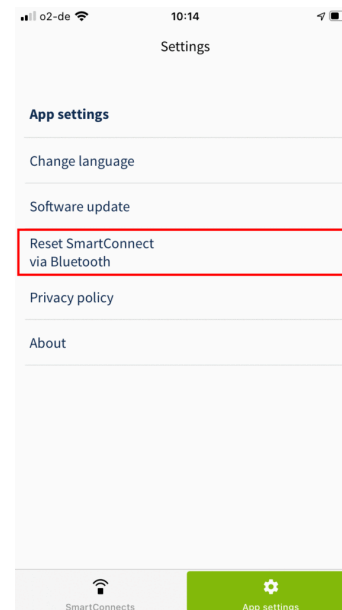 o2-de 10:14
Settings
App settings
Change language
Software update
Reset SmartConnect
via Bluetooth
Privacy policy
About
SmartConnects App settings